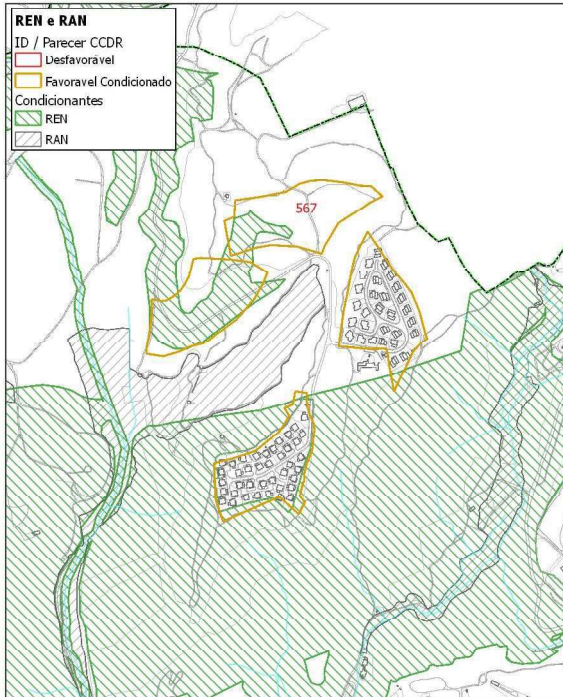 REN e RAN
ID / Parecer CCDR
Desfavorável
Favoravel Condicionado
Condicionantes
REN
RAN
567